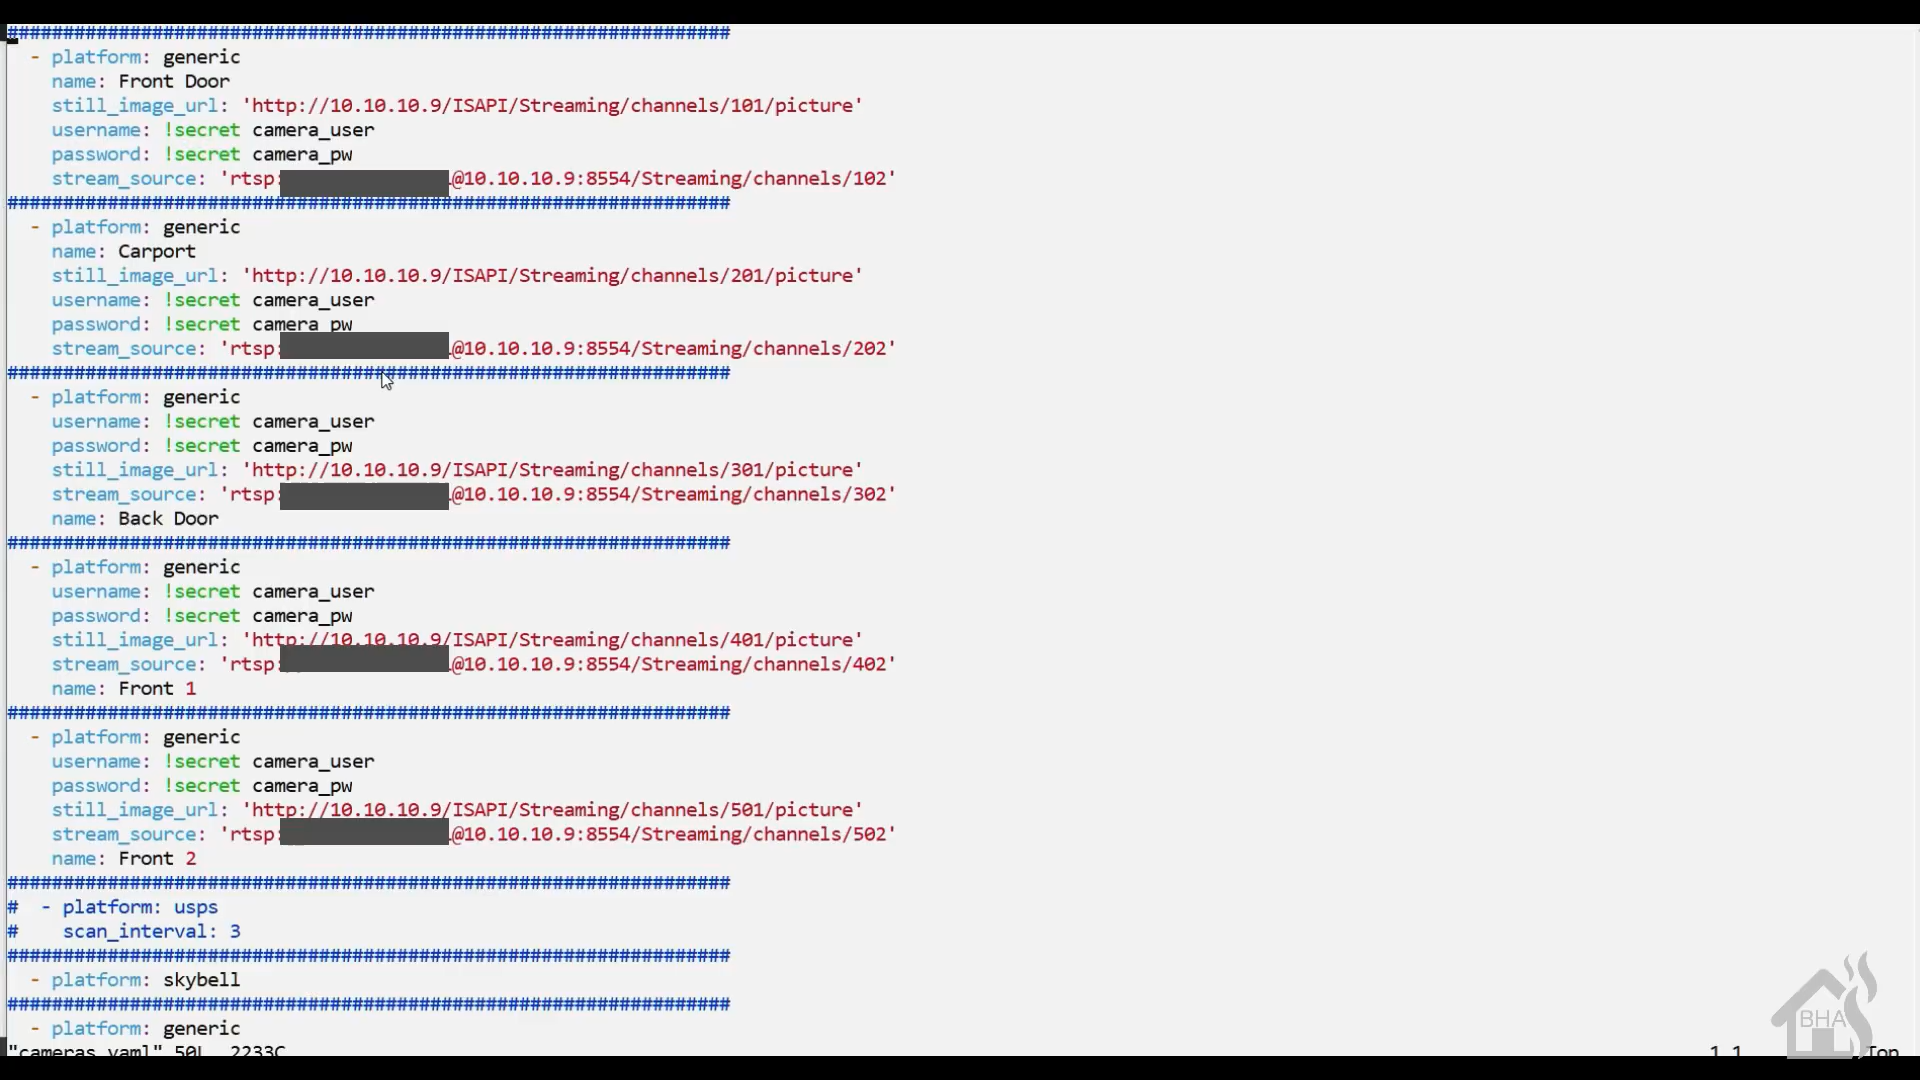 #################################################################
  - platform: generic
    name: Front Door
    still_image_url: 'http://10.10.10.9/ISAPI/Streaming/channels/101/picture'
    username: !secret camera_user
    password: !secret camera_pw
    stream_source: 'rtsp: @10.10.10.9:8554/Streaming/channels/102'
#################################################################
  - platform: generic
    name: Carport
    still_image_url: 'http://10.10.10.9/ISAPI/Streaming/channels/201/picture'
    username: !secret camera_user
    password: !secret camera_pw
    stream_source: 'rtsp: @10.10.10.9:8554/Streaming/channels/202'
#################################################################
  - platform: generic
    username: !secret camera_user
    password: !secret camera_pw
    still_image_url: 'http://10.10.10.9/ISAPI/Streaming/channels/301/picture'
    stream_source: 'rtsp: @10.10.10.9:8554/Streaming/channels/302'
    name: Back Door
#################################################################
  - platform: generic
    username: !secret camera_user
    password: !secret camera_pw
    still_image_url: 'http://10.10.10.9/ISAPI/Streaming/channels/401/picture'
    stream_source: 'rtsp: @10.10.10.9:8554/Streaming/channels/402'
    name: Front 1
#################################################################
  - platform: generic
    username: !secret camera_user
    password: !secret camera_pw
    still_image_url: 'http://10.10.10.9/ISAPI/Streaming/channels/501/picture'
    stream_source: 'rtsp: @10.10.10.9:8554/Streaming/channels/502'
    name: Front 2
#################################################################
#  - platform: usps
#    scan_interval: 3
#################################################################
  - platform: skybell
#################################################################
  - platform: generic
"cameras.yaml" 50L, 2233C 1,1 Top
BHA